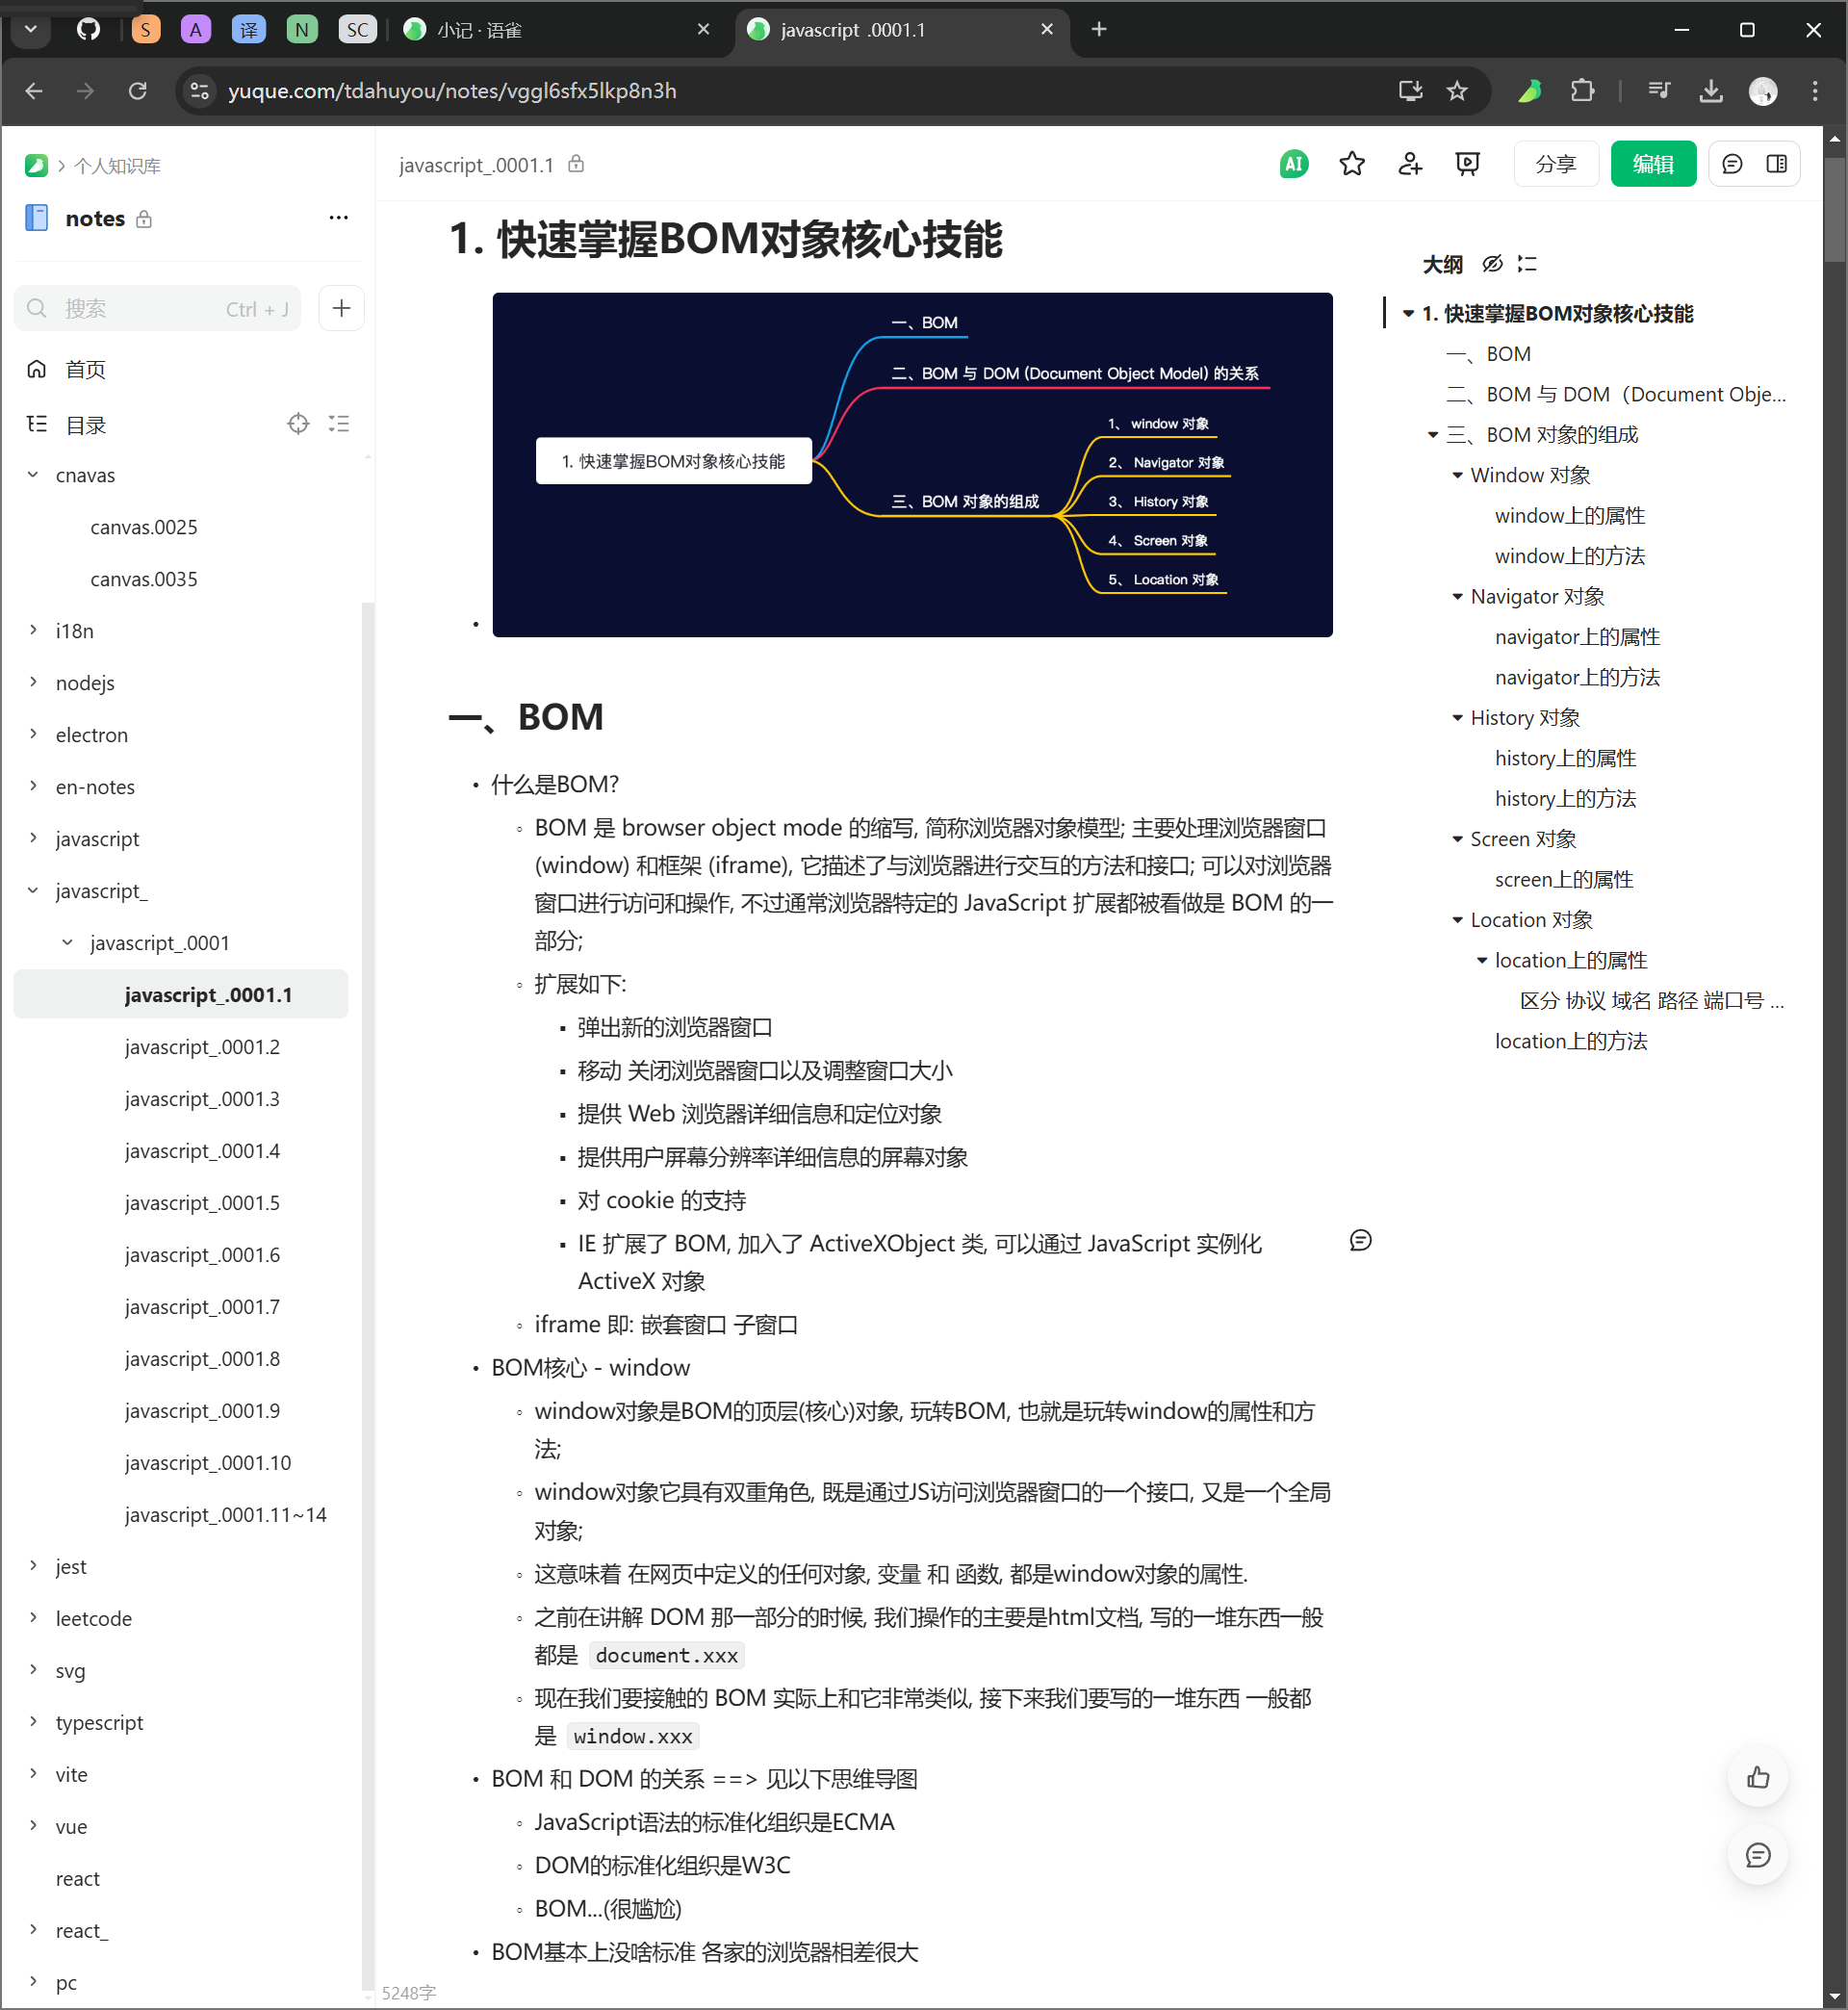 S
A
译
N
SC
小记 · 语雀
javascript_.0001.1
yuque.com/tdahuyou/notes/vggl6sfx5lkp8n3h
个人知识库
notes
搜索
Ctrl + J
首页
目录
cnavas
canvas.0025
canvas.0035
i18n
nodejs
electron
en-notes
javascript
javascript_
javascript_.0001
javascript_.0001.1
javascript_.0001.2
javascript_.0001.3
javascript_.0001.4
javascript_.0001.5
javascript_.0001.6
javascript_.0001.7
javascript_.0001.8
javascript_.0001.9
javascript_.0001.10
javascript_.0001.11~14
jest
leetcode
svg
typescript
vite
vue
react
react_
pc
javascript_.0001.1
AI
分享
编辑
1. 快速掌握BOM对象核心技能
1. 快速掌握BOM对象核心技能
一、BOM
二、BOM 与 DOM (Document Object Model) 的关系
三、BOM 对象的组成
1、 window 对象
2、 Navigator 对象
3、 History 对象
4、 Screen 对象
5、 Location 对象
一、BOM
• 什么是BOM?
◦ BOM 是 browser object mode 的缩写, 简称浏览器对象模型; 主要处理浏览器窗口
(window) 和框架 (iframe), 它描述了与浏览器进行交互的方法和接口; 可以对浏览器
窗口进行访问和操作, 不过通常浏览器特定的 JavaScript 扩展都被看做是 BOM 的一
部分;
◦ 扩展如下:
▪ 弹出新的浏览器窗口
▪ 移动 关闭浏览器窗口以及调整窗口大小
▪ 提供 Web 浏览器详细信息和定位对象
▪ 提供用户屏幕分辨率详细信息的屏幕对象
▪ 对 cookie 的支持
▪ IE 扩展了 BOM, 加入了 ActiveXObject 类, 可以通过 JavaScript 实例化
ActiveX 对象
◦ iframe 即: 嵌套窗口 子窗口
• BOM核心 - window
◦ window对象是BOM的顶层(核心)对象, 玩转BOM, 也就是玩转window的属性和方
法;
◦ window对象它具有双重角色, 既是通过JS访问浏览器窗口的一个接口, 又是一个全局
对象;
◦ 这意味着 在网页中定义的任何对象, 变量 和 函数, 都是window对象的属性.
◦ 之前在讲解 DOM 那一部分的时候, 我们操作的主要是html文档, 写的一堆东西一般
都是 document.xxx
◦ 现在我们要接触的 BOM 实际上和它非常类似, 接下来我们要写的一堆东西 一般都
是 window.xxx
• BOM 和 DOM 的关系 ==> 见以下思维导图
◦ JavaScript语法的标准化组织是ECMA
◦ DOM的标准化组织是W3C
◦ BOM...(很尴尬)
• BOM基本上没啥标准 各家的浏览器相差很大
5248字
大纲
1. 快速掌握BOM对象核心技能
一、BOM
二、BOM 与 DOM（Document Obje...
三、BOM 对象的组成
Window 对象
window上的属性
window上的方法
Navigator 对象
navigator上的属性
navigator上的方法
History 对象
history上的属性
history上的方法
Screen 对象
screen上的属性
Location 对象
location上的属性
区分 协议 域名 路径 端口号 ...
location上的方法